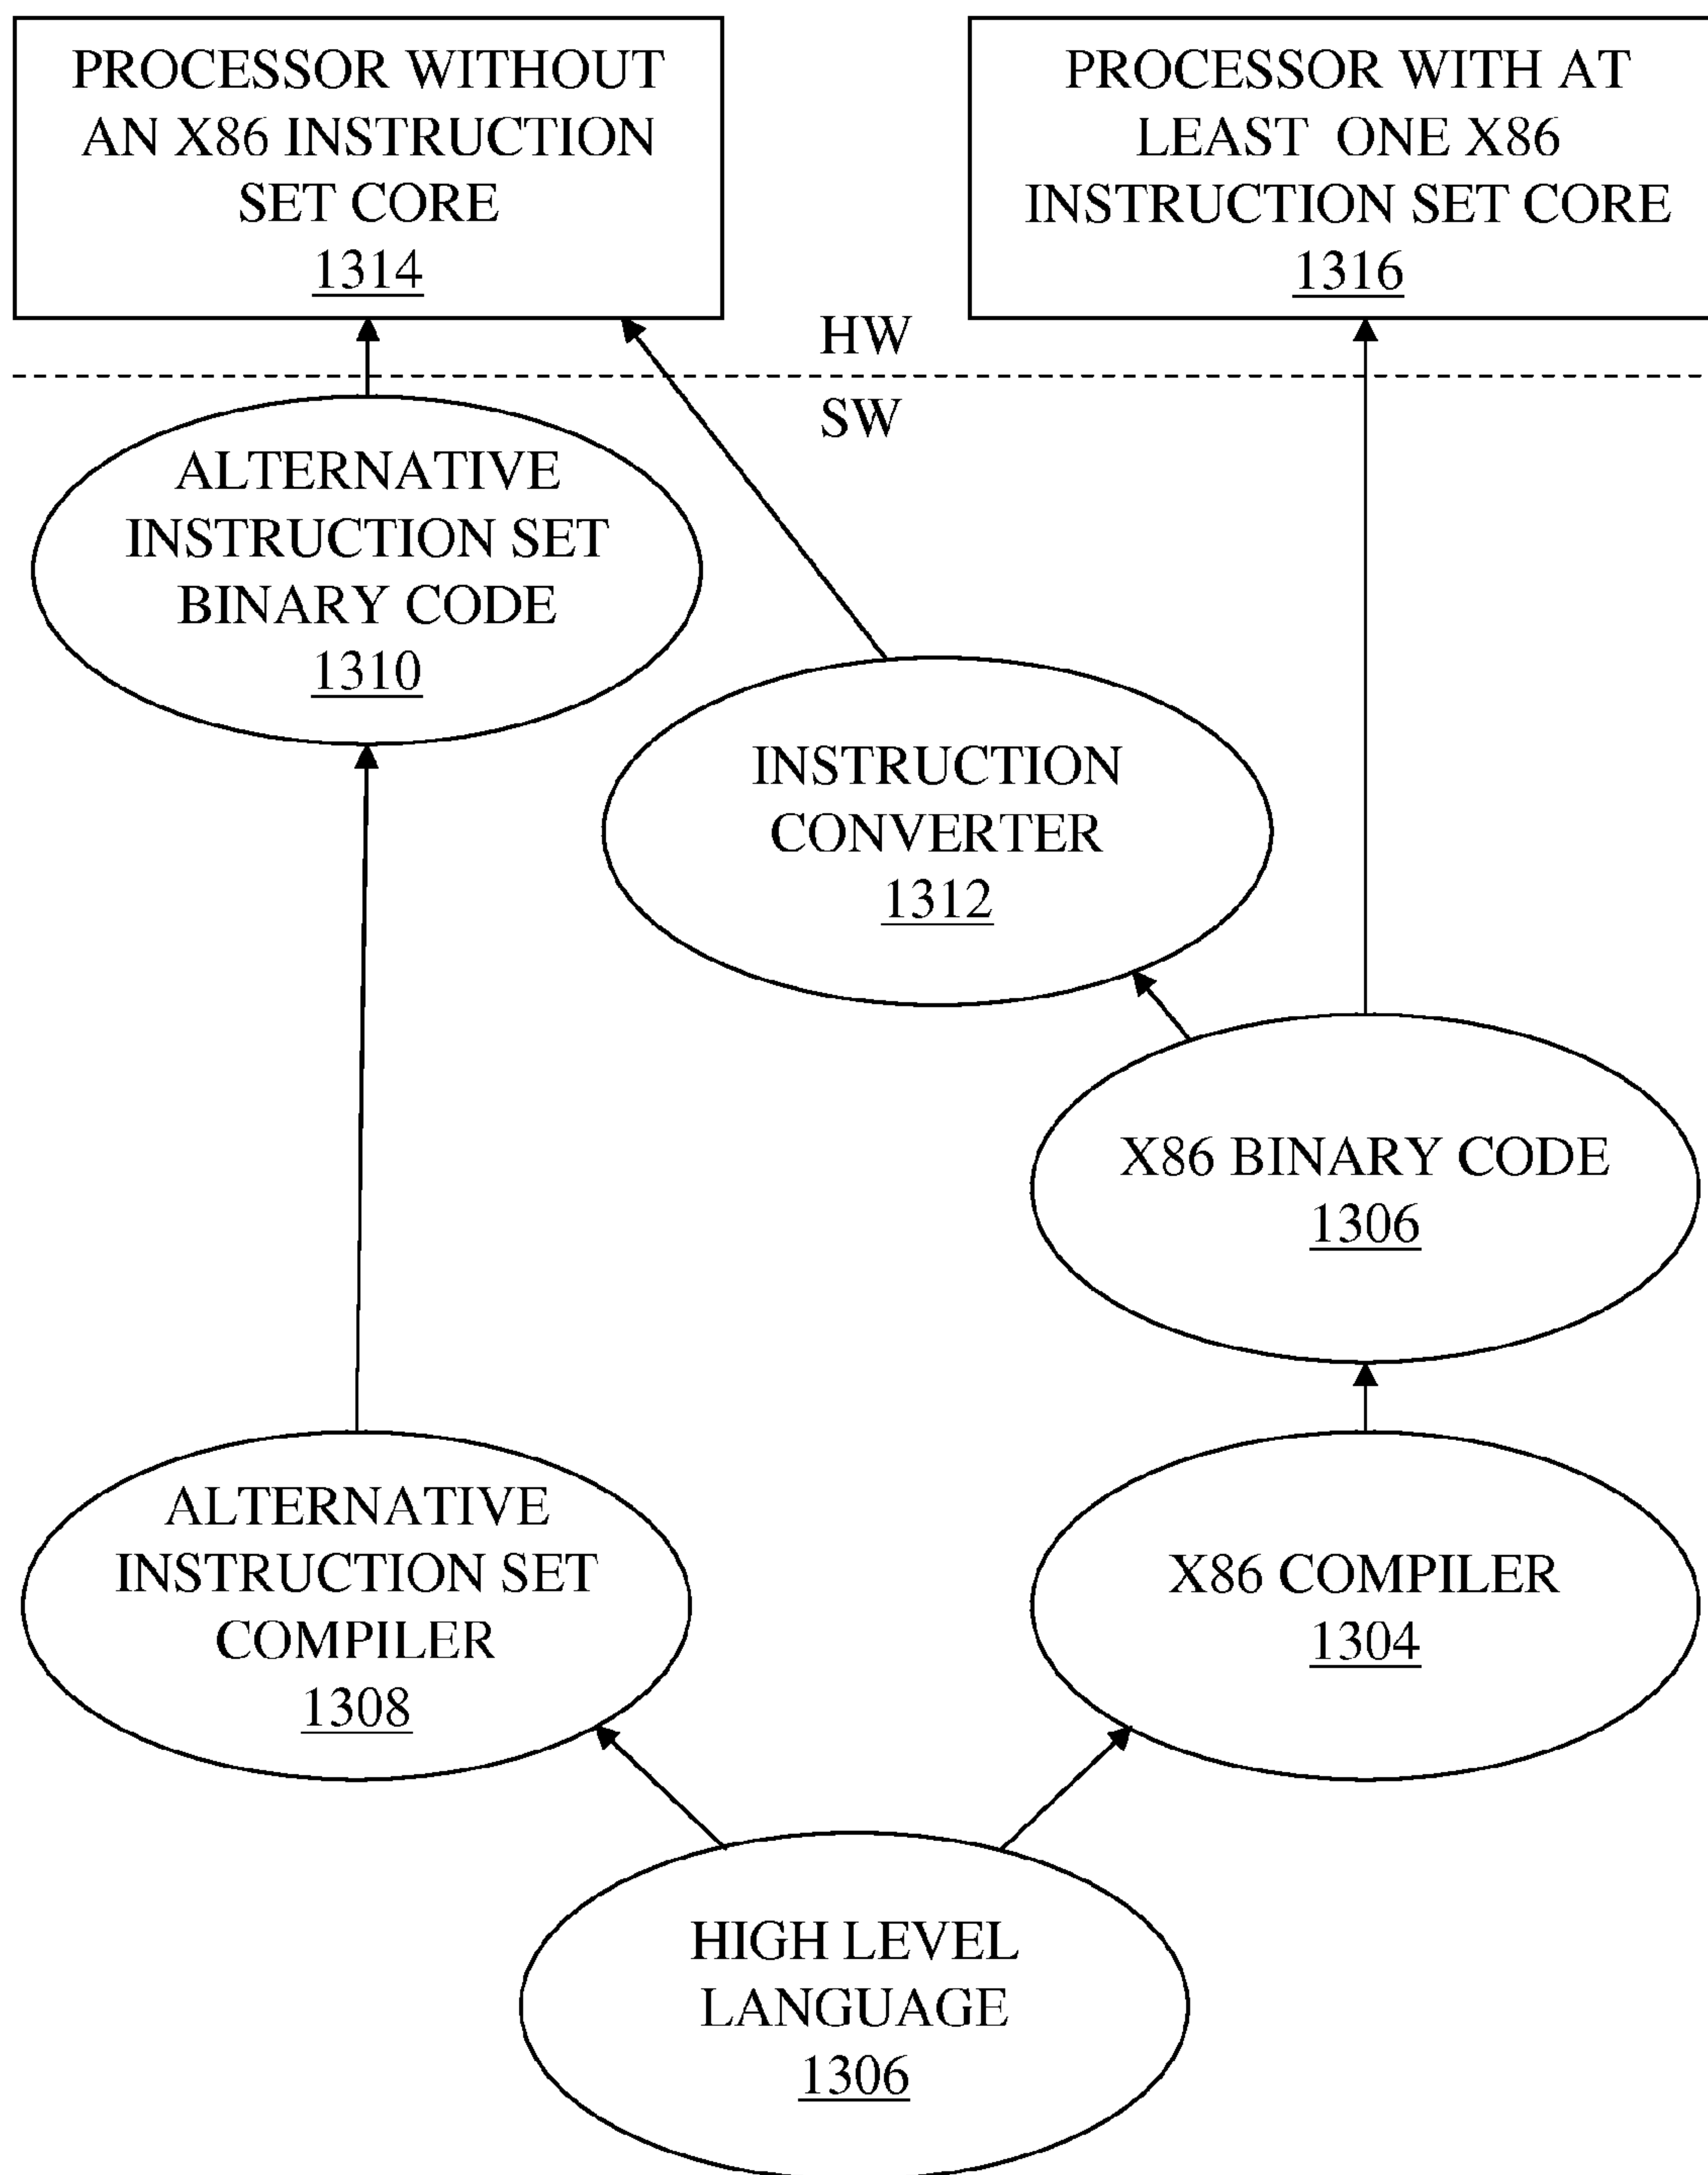 PROCESSOR WITHOUT
AN X86 INSTRUCTION
SET CORE
1314
PROCESSOR WITH AT
LEAST ONE X86
INSTRUCTION SET CORE
1316
HW
SW
ALTERNATIVE
INSTRUCTION SET
BINARY CODE
1310
INSTRUCTION
CONVERTER
1312
X86 BINARY CODE
1306
ALTERNATIVE
INSTRUCTION SET
COMPILER
1308
X86 COMPILER
1304
HIGH LEVEL
LANGUAGE
1306